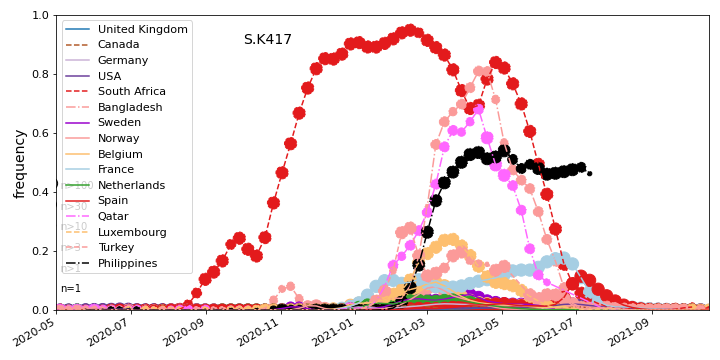 S.K417
frequency
1.0
0.8
0.6
0.4
0.2
0.0
United Kingdom
Canada
Germany
USA
South Africa
Bangladesh
Sweden
Norway
Belgium
France
Netherlands
Spain
Qatar
Luxembourg
Turkey
Philippines
n>30
n>10
n>1
n=1
2020-05
2020-07
2020-09
2020-11
2021-01
2021-03
2021-05
2021-07
2021-09